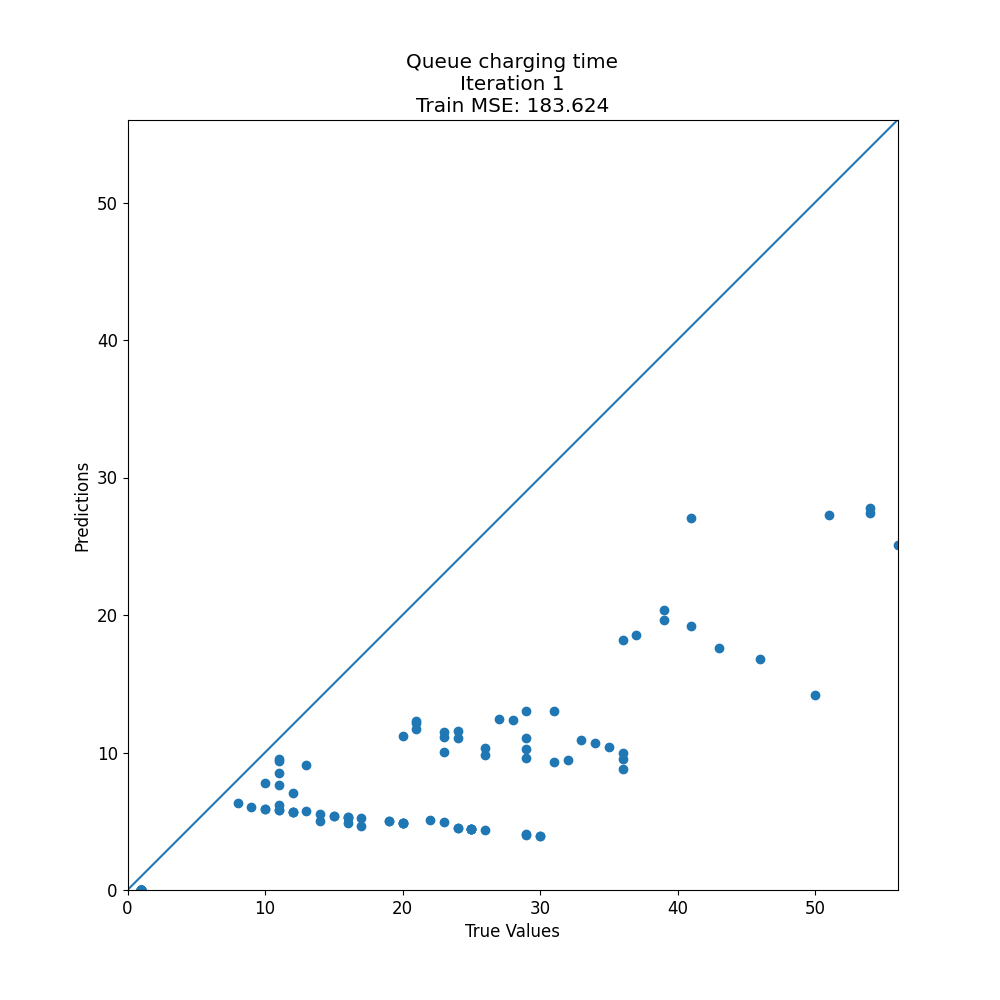 Queue charging time
Iteration 1
Train MSE: 183.624
50
40
30
20
10
0
Predictions
0 10 20 30 40 50
True Values